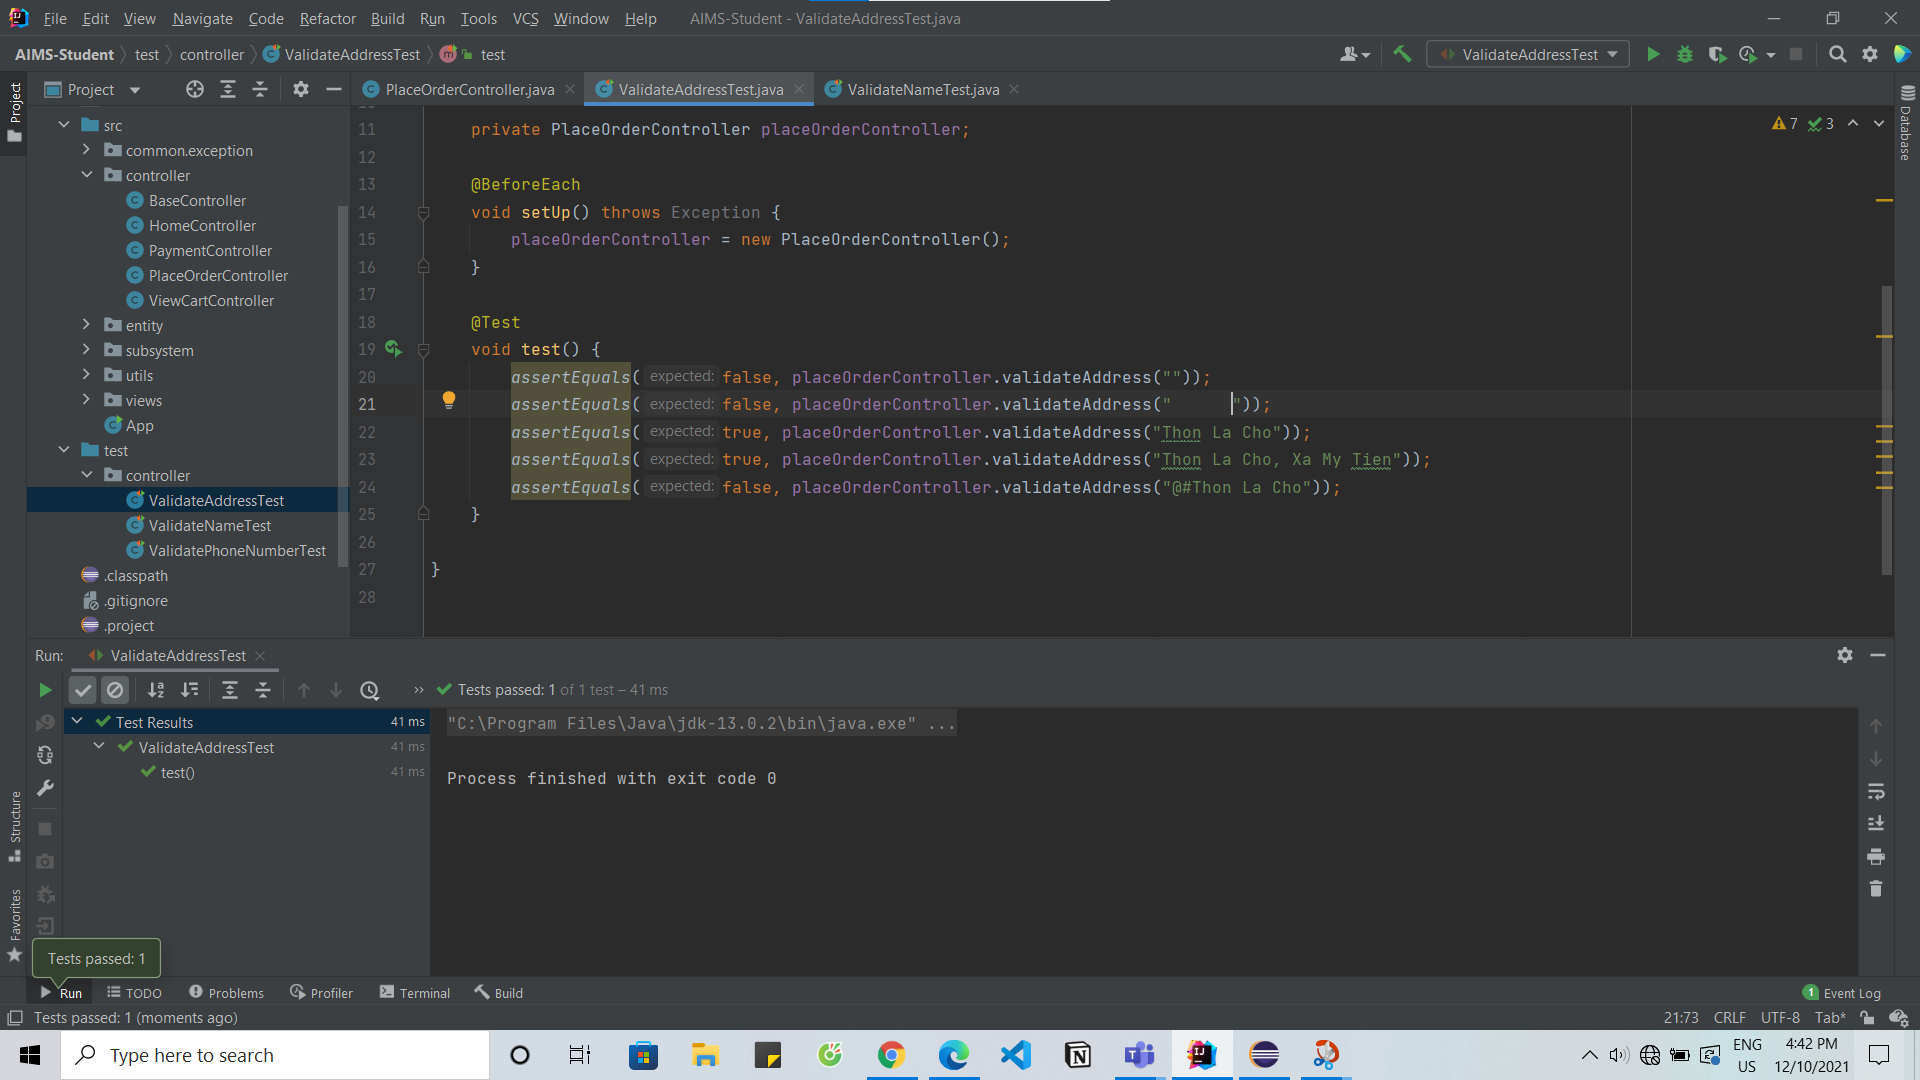 File Edit View Navigate Code Refactor Build Run Tools VCS Window Help AIMS-Student - ValidateAddressTest.java
AIMS-Student test controller ValidateAddressTest test
ValidateAddressTest
Project
PlaceOrderController.java ValidateAddressTest.java ValidateNameTest.java
Project
Database
src
common.exception
controller
BaseController
HomeController
PaymentController
PlaceOrderController
ViewCartController
entity
subsystem
utils
views
App
test
controller
ValidateAddressTest
ValidateNameTest
ValidatePhoneNumberTest
.classpath
.gitignore
.project
7 3
11 private PlaceOrderController placeOrderController;
12
13 @BeforeEach
14 void setUp() throws Exception {
15 placeOrderController = new PlaceOrderController();
16 }
17
18 @Test
19 void test() {
20 assertEquals( expected: false, placeOrderController.validateAddress(""));
21 assertEquals( expected: false, placeOrderController.validateAddress("      "));
22 assertEquals( expected: true, placeOrderController.validateAddress("Thon La Cho"));
23 assertEquals( expected: true, placeOrderController.validateAddress("Thon La Cho, Xa My Tien"));
24 assertEquals( expected: false, placeOrderController.validateAddress("@#Thon La Cho"));
25 }
26
27 }
28
Run: ValidateAddressTest
Tests passed: 1 of 1 test – 41 ms
Test Results 41 ms
ValidateAddressTest 41 ms
test() 41 ms
"C:\Program Files\Java\jdk-13.0.2\bin\java.exe" ...
Process finished with exit code 0
Structure
Favorites
Tests passed: 1
Run TODO Problems Profiler Terminal Build
1 Event Log
Tests passed: 1 (moments ago)
21:73 CRLF UTF-8 Tab*
Type here to search
ENG
US
4:42 PM
12/10/2021